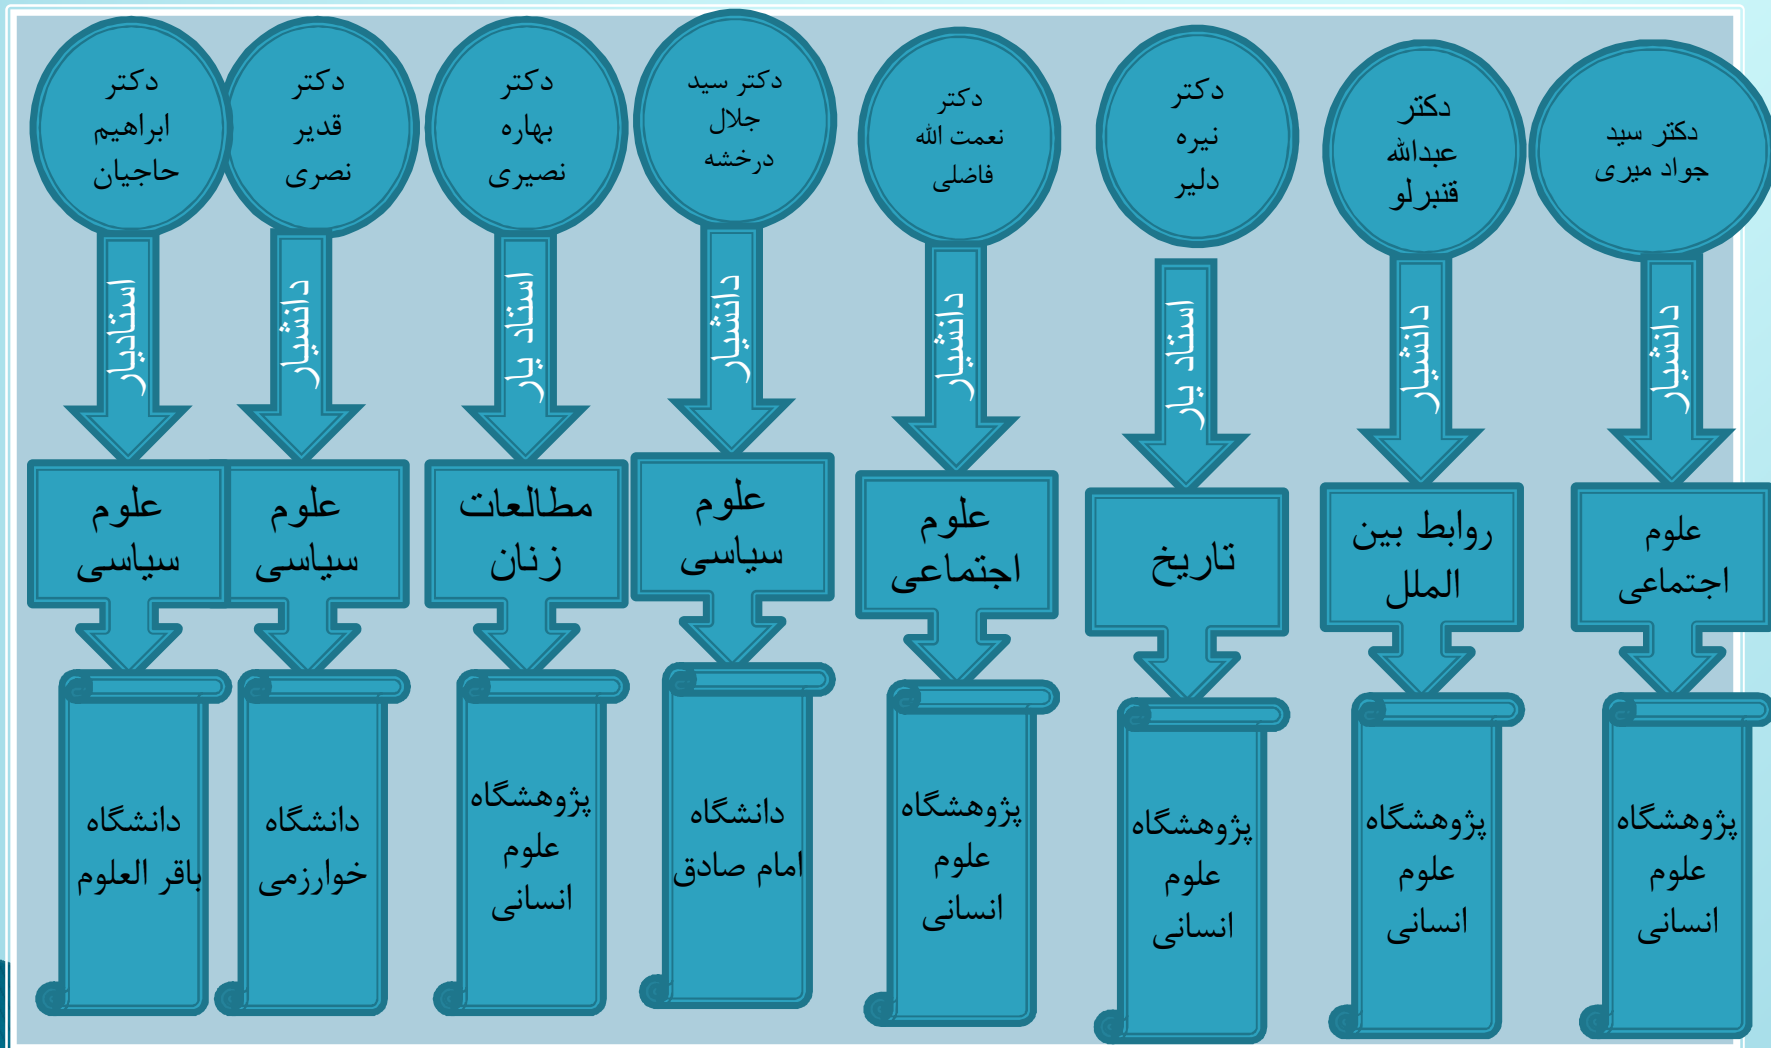 دکتر سید
جواد میری
دانشیار
علوم
اجتماعی
پژوهشگاه
علوم
انسانی
دکتر
عبدالله
قنبرلو
دانشیار
روابط بین
الملل
پژوهشگاه
علوم
انسانی
دکتر
نیره
دلیر
استاد یار
تاریخ
پژوهشگاه
علوم
انسانی
دکتر
نعمت الله
فاضلی
دانشیار
علوم
اجتماعی
پژوهشگاه
علوم
انسانی
دکتر سید
جلال
درخشه
دانشیار
علوم
سیاسی
دانشگاه
امام صادق
دکتر
بهاره
نصیری
استاد یار
مطالعات
زنان
پژوهشگاه
علوم
انسانی
دکتر
قدیر
نصری
دانشیار
علوم
سیاسی
دانشگاه
خوارزمی
دکتر
ابراهیم
حاجیان
استادیار
علوم
سیاسی
دانشگاه
باقر العلوم